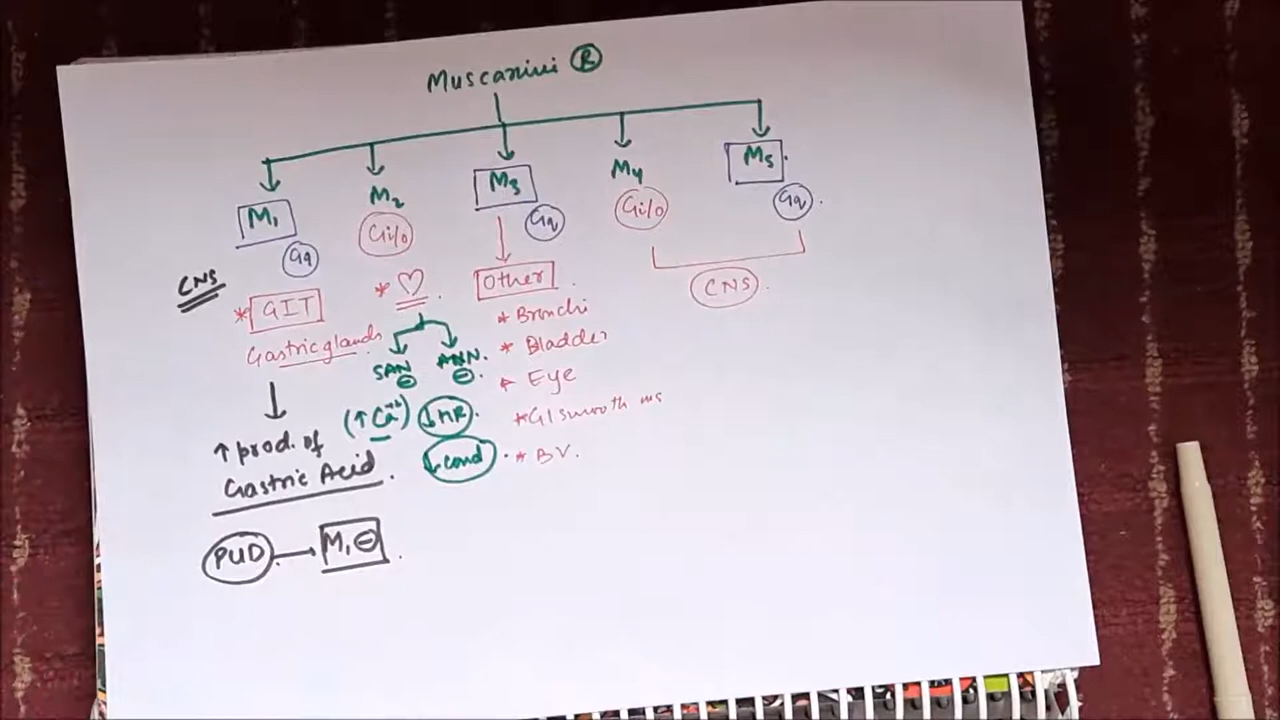 Muscarinic R
M1 M2 M3 M4 M5
Gq Gi/o Gq Gi/o Gq
CNS
* GIT
Gastric glands
↑ prod. of
Gastric Acid.
PUD → M1 ⊖.
* ♡
SAN ⊖ AVN. ⊖.
(↑ Ca++) ↓HR.
↓cond.
Other
* Bronchi
* Bladder
* Eye
* GI smooth ms
* BV.
CNS.